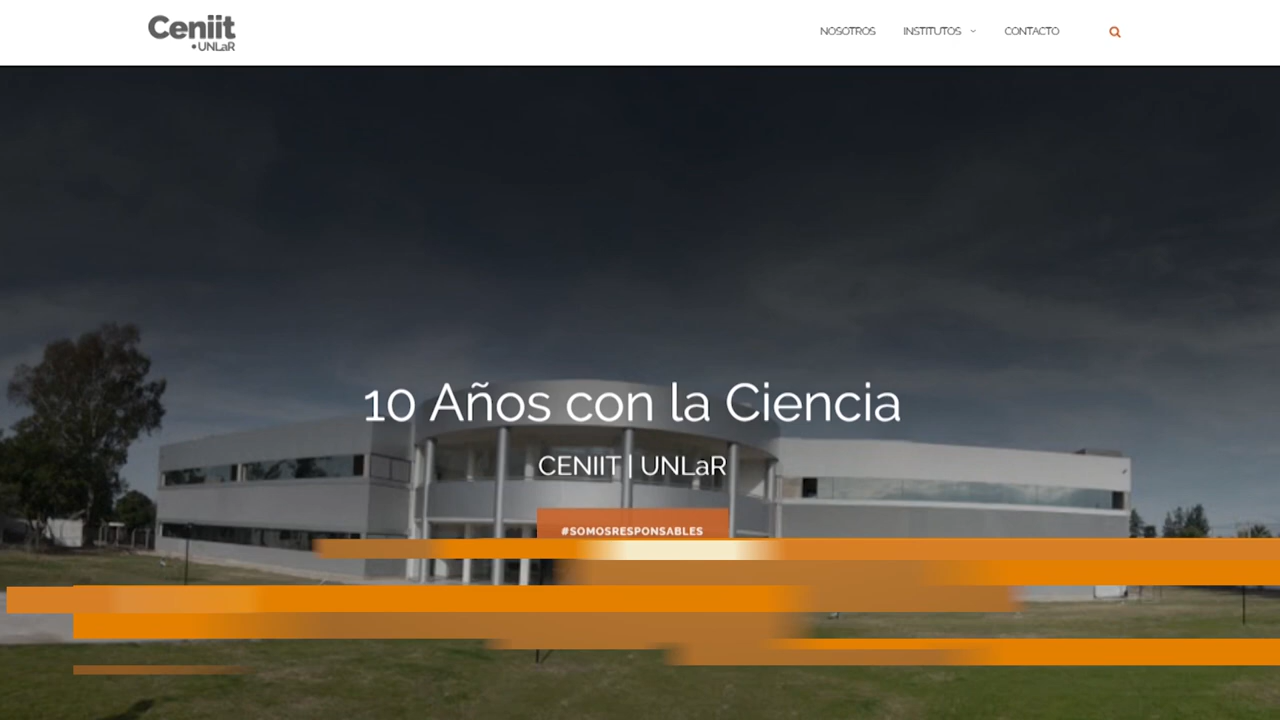 Ceniit
•UNLaR
NOSOTROS INSTITUTOS CONTACTO
10 Años con la Ciencia
CENIIT | UNLaR
#SOMOSRESPONSABLES